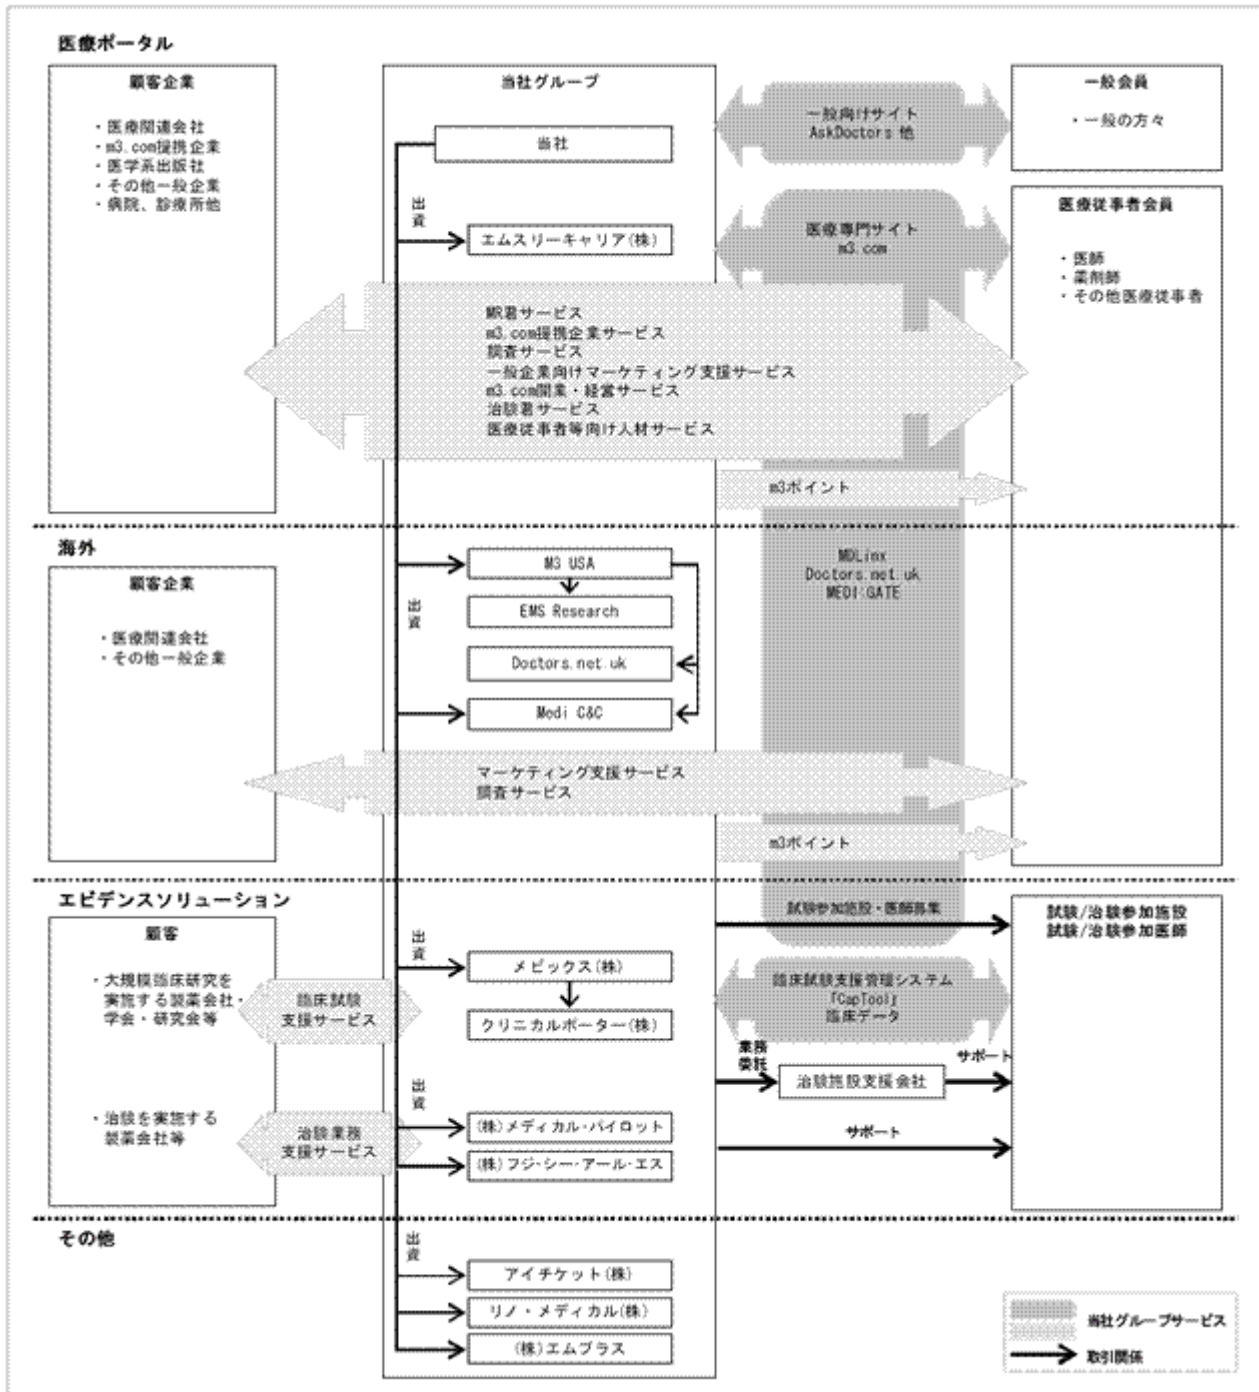 医療ポータル
顧客企業
・医療関連会社
・m3.com提携企業
・医学系出版社
・その他一般企業
・病院、診療所他
当社グループ
当社
出資
エムスリーキャリア(株)
一般向けサイト
AskDoctors 他
一般会員
・一般の方々
医療専門サイト
m3.com
医療従事者会員
・医師
・薬剤師
・その他医療従事者
MR君サービス
m3.com提携企業サービス
調査サービス
一般企業向けマーケティング支援サービス
m3.com開業・経営サービス
治験君サービス
医療従事者等向け人材サービス
m3ポイント
海外
顧客企業
・医療関連会社
・その他一般企業
出資
M3 USA
EMS Research
Doctors.net.uk
Medi C&C
MDLinx
Doctors.net.uk
MEDI:GATE
マーケティング支援サービス
調査サービス
m3ポイント
エビデンスソリューション
顧客
・大規模臨床研究を
実施する製薬会社・
学会・研究会等
臨床試験
支援サービス
・治験を実施する
製薬会社等
治験業務
支援サービス
出資
メビックス(株)
クリニカルポーター(株)
出資
(株)メディカル・パイロット
(株)フジ・シー・アール・エス
試験参加施設・医師募集
試験/治験参加施設
試験/治験参加医師
臨床試験支援管理システム
「CapTool」
臨床データ
業務
委託
治験施設支援会社
サポート
サポート
その他
出資
アイチケット(株)
リノ・メディカル(株)
(株)エムプラス
当社グループサービス
取引関係